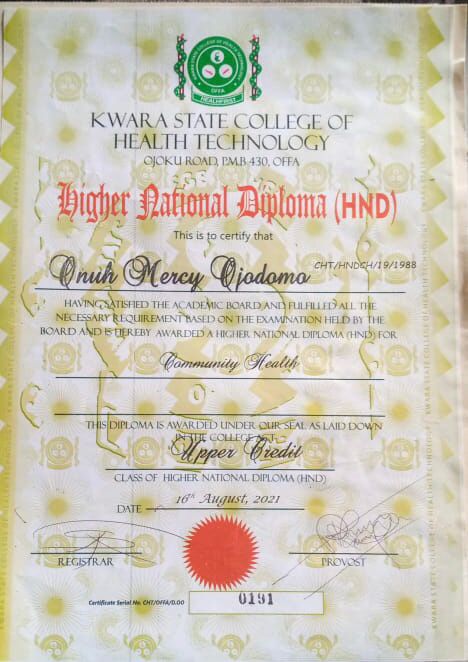 KWARA STATE COLLEGE OF HEALTH TECHNOLOGY
OFFA
HEALTH FIRST
KWARA STATE COLLEGE OF
HEALTH TECHNOLOGY
OJOKU ROAD, P.M.B 430, OFFA
Higher National Diploma (HND)
This is to certify that
Onuh Mercy Ojodomo CHT/HNDCH/19/1988
HAVING SATISFIED THE ACADEMIC BOARD AND FULFILLED ALL THE
NECESSARY REQUIREMENT BASED ON THE EXAMINATION HELD BY THE
BOARD AND IS HEREBY AWARDED A HIGHER NATIONAL DIPLOMA (HND) FOR
Community Health
THIS DIPLOMA IS AWARDED UNDER OUR SEAL AS LAID DOWN
IN THE COLLEGE ACT.
Upper Credit
CLASS OF HIGHER NATIONAL DIPLOMA (HND)
DATE 16th August, 2021
REGISTRAR PROVOST
Certificate Serial No. CHT/OFFA/D.OO 0191